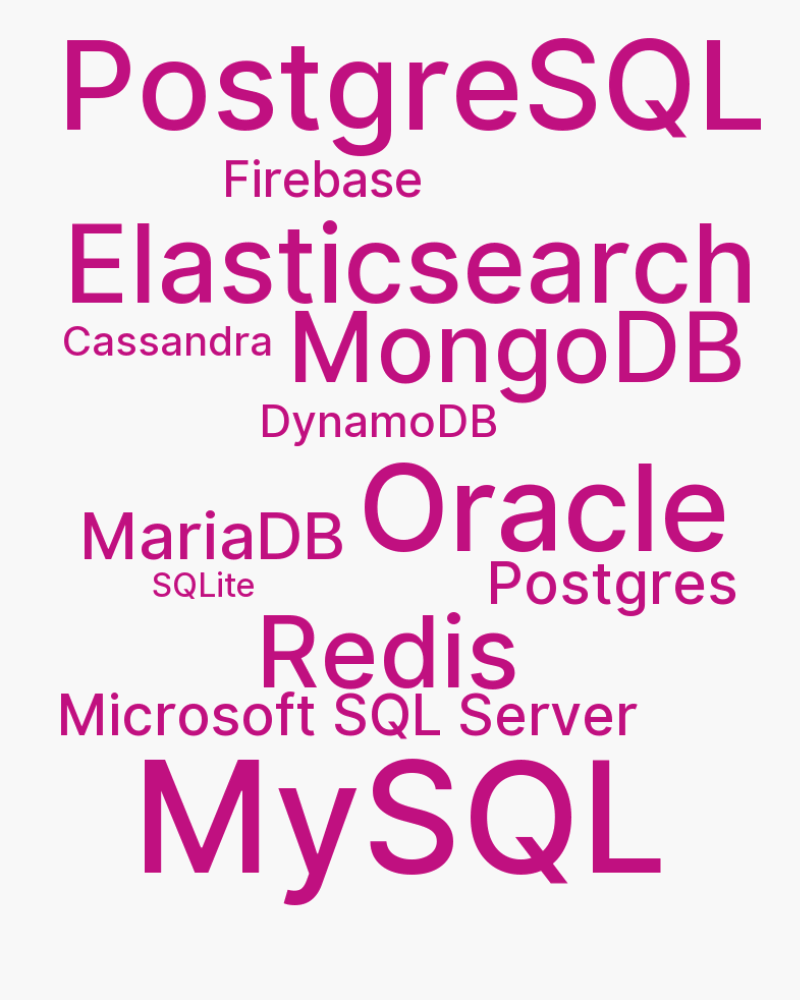 PostgreSQL
Firebase
Elasticsearch
Cassandra MongoDB
DynamoDB
MariaDB Oracle
SQLite Postgres
Redis
Microsoft SQL Server
MySQL